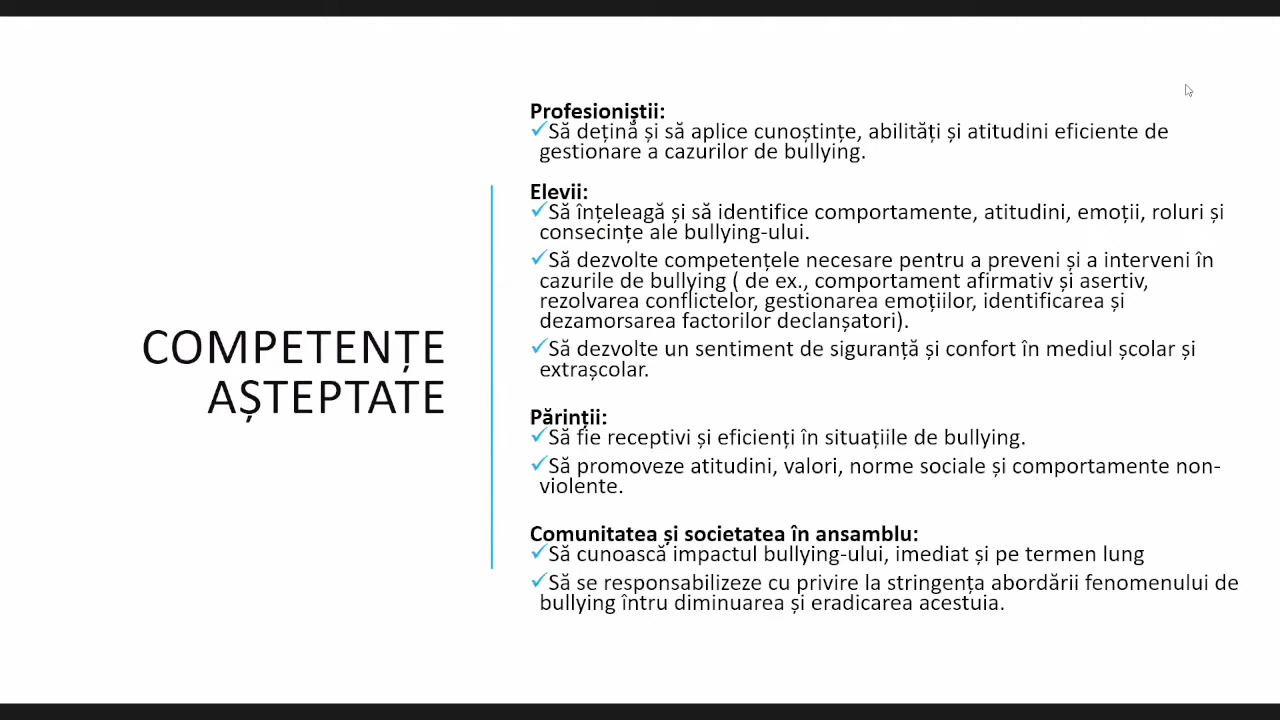 COMPETENȚE
AȘTEPTATE
Profesioniștii:
✓Să dețină și să aplice cunoștințe, abilități și atitudini eficiente de
gestionare a cazurilor de bullying.
Elevii:
✓Să înțeleagă și să identifice comportamente, atitudini, emoții, roluri și
consecințe ale bullying-ului.
✓Să dezvolte competențele necesare pentru a preveni și a interveni în
cazurile de bullying ( de ex., comportament afirmativ și asertiv,
rezolvarea conflictelor, gestionarea emoțiilor, identificarea și
dezamorsarea factorilor declanșatori).
✓Să dezvolte un sentiment de siguranță și confort în mediul școlar și
extrașcolar.
Părinții:
✓Să fie receptivi și eficienți în situațiile de bullying.
✓Să promoveze atitudini, valori, norme sociale și comportamente non-
violente.
Comunitatea și societatea în ansamblu:
✓Să cunoască impactul bullying-ului, imediat și pe termen lung
✓Să se responsabilizeze cu privire la stringența abordării fenomenului de
bullying întru diminuarea și eradicarea acestuia.